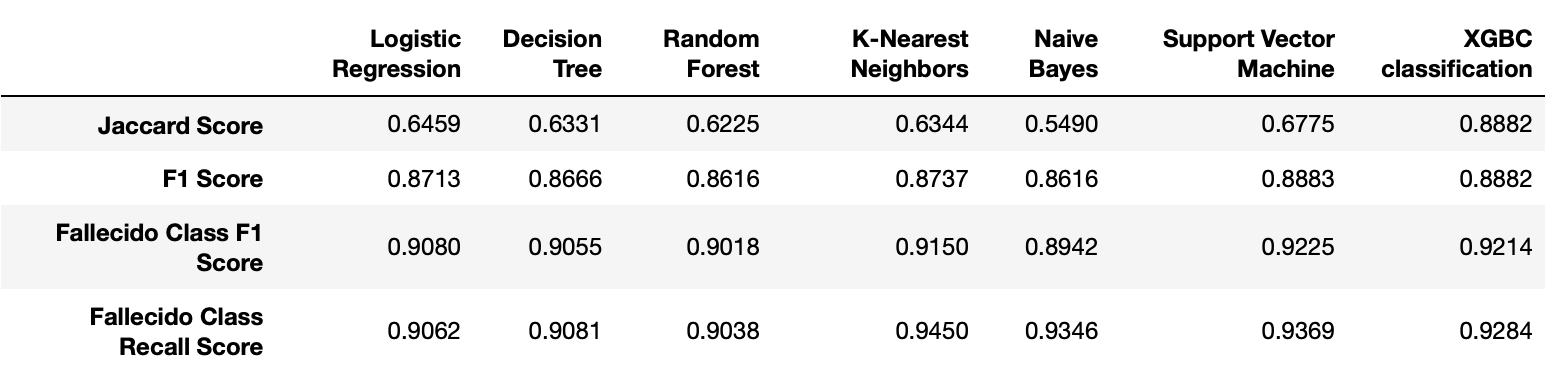 Logistic Regression Decision Tree Random Forest K-Nearest Neighbors Naive Bayes Support Vector Machine XGBC classification
Jaccard Score 0.6459 0.6331 0.6225 0.6344 0.5490 0.6775 0.8882
F1 Score 0.8713 0.8666 0.8616 0.8737 0.8616 0.8883 0.8882
Fallecido Class F1 Score 0.9080 0.9055 0.9018 0.9150 0.8942 0.9225 0.9214
Fallecido Class Recall Score 0.9062 0.9081 0.9038 0.9450 0.9346 0.9369 0.9284